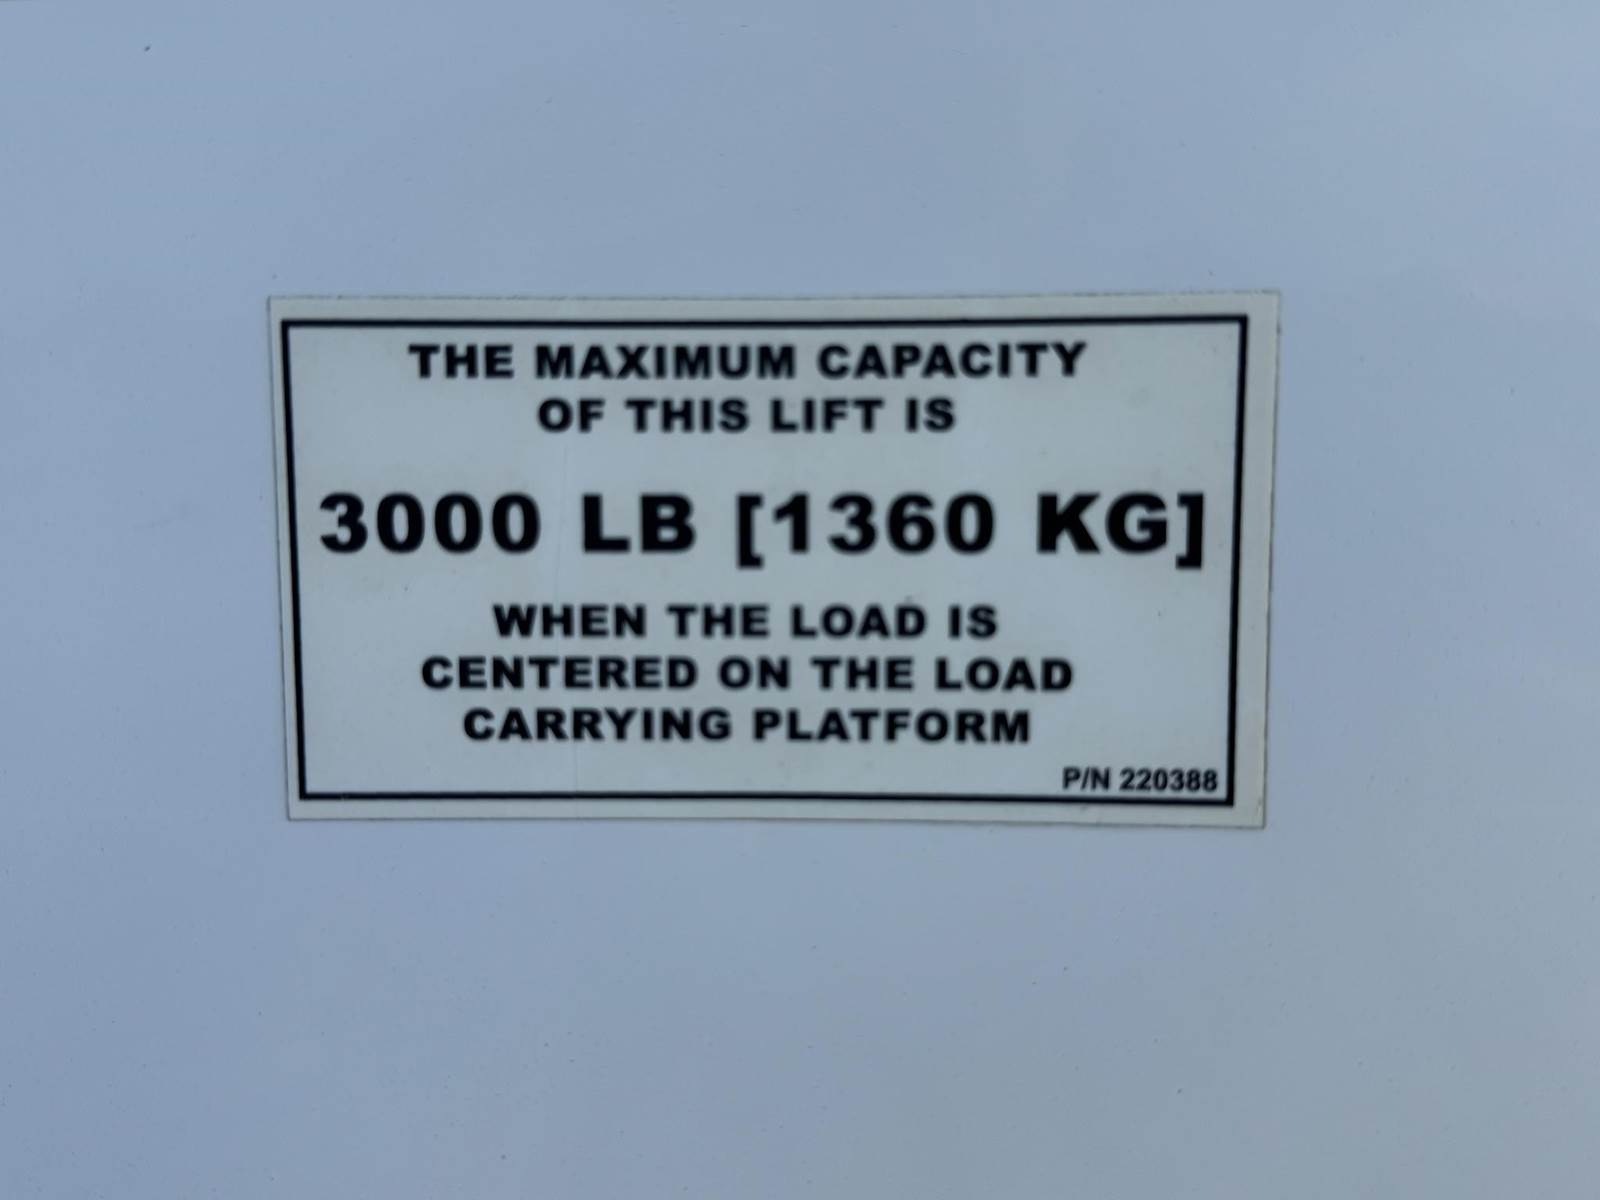 THE MAXIMUM CAPACITY
OF THIS LIFT IS
3000 LB [1360 KG]
WHEN THE LOAD IS
CENTERED ON THE LOAD
CARRYING PLATFORM
P/N 220388